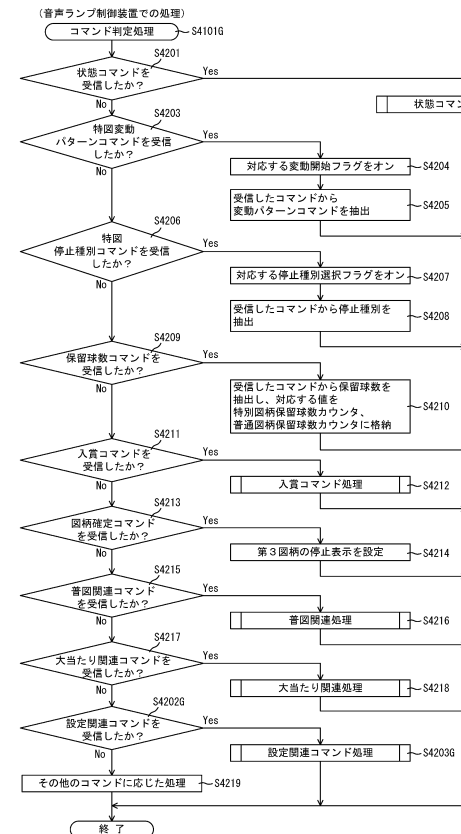 (音声ランプ制御装置での処理)
コマンド判定処理
S4101G
S4201
状態コマンドを
受信したか？
Yes
No
状態コマン
S4203
特図変動
パターンコマンドを受信
したか？
Yes
No
対応する変動開始フラグをオン
S4204
受信したコマンドから
変動パターンコマンドを抽出
S4205
S4206
特図
停止種別コマンドを受信
したか？
Yes
No
対応する停止種別選択フラグをオン
S4207
受信したコマンドから停止種別を
抽出
S4208
S4209
保留球数コマンドを
受信したか？
Yes
No
受信したコマンドから保留球数を
抽出し、対応する値を
特別図柄保留球数カウンタ、
普通図柄保留球数カウンタに格納
S4210
S4211
入賞コマンドを
受信したか？
Yes
No
入賞コマンド処理
S4212
S4213
図柄確定コマンド
を受信したか？
Yes
No
第３図柄の停止表示を設定
S4214
S4215
普図関連コマンド
を受信したか？
Yes
No
普図関連処理
S4216
S4217
大当たり関連コマンドを
受信したか？
Yes
No
大当たり関連処理
S4218
S4202G
設定関連コマンドを
受信したか？
Yes
No
設定関連コマンド処理
S4203G
その他のコマンドに応じた処理
S4219
終 了